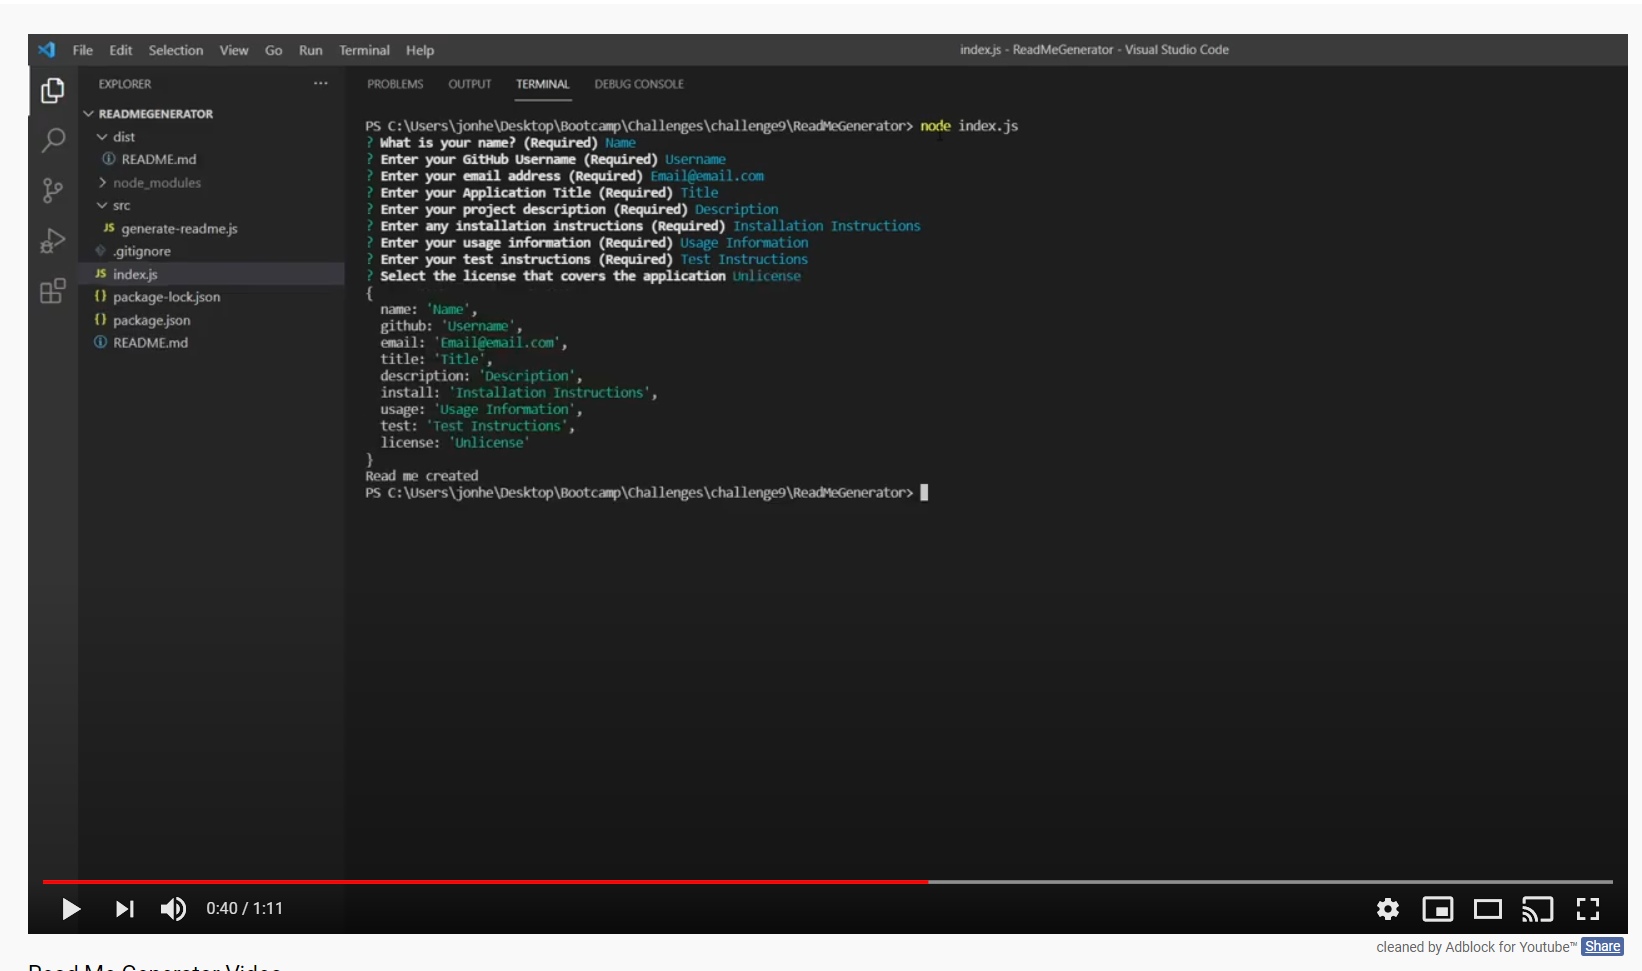 File Edit Selection View Go Run Terminal Help
index.js - ReadMeGenerator - Visual Studio Code
EXPLORER
READMEGENERATOR
dist
README.md
node_modules
src
JS generate-readme.js
.gitignore
JS index.js
{} package-lock.json
{} package.json
README.md
PROBLEMS OUTPUT TERMINAL DEBUG CONSOLE
PS C:\Users\jonhe\Desktop\Bootcamp\Challenges\challenge9\ReadMeGenerator> node index.js
? What is your name? (Required) Name
? Enter your GitHub Username (Required) Username
? Enter your email address (Required) Email@email.com
? Enter your Application Title (Required) Title
? Enter your project description (Required) Description
? Enter any installation instructions (Required) Installation Instructions
? Enter your usage information (Required) Usage Information
? Enter your test instructions (Required) Test Instructions
? Select the license that covers the application Unlicense
{
name: 'Name',
github: 'Username',
email: 'Email@email.com',
title: 'Title',
description: 'Description',
install: 'Installation Instructions',
usage: 'Usage Information',
test: 'Test Instructions',
license: 'Unlicense'
}
Read me created
PS C:\Users\jonhe\Desktop\Bootcamp\Challenges\challenge9\ReadMeGenerator>
0:40 / 1:11
cleaned by Adblock for Youtube™ Share
Read Me Generator Video